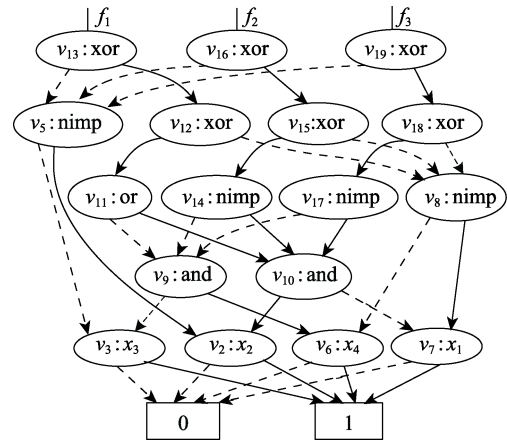 f₁ f₂ f₃
v₁₃ : xor v₁₆ : xor v₁₉ : xor
v₅ : nimp v₁₂ : xor v₁₅:xor v₁₈ : xor
v₁₁ : or v₁₄ : nimp v₁₇ : nimp v₈ : nimp
v₉ : and v₁₀ : and
v₃ : x₃ v₂ : x₂ v₆ : x₄ v₇ : x₁
0 1